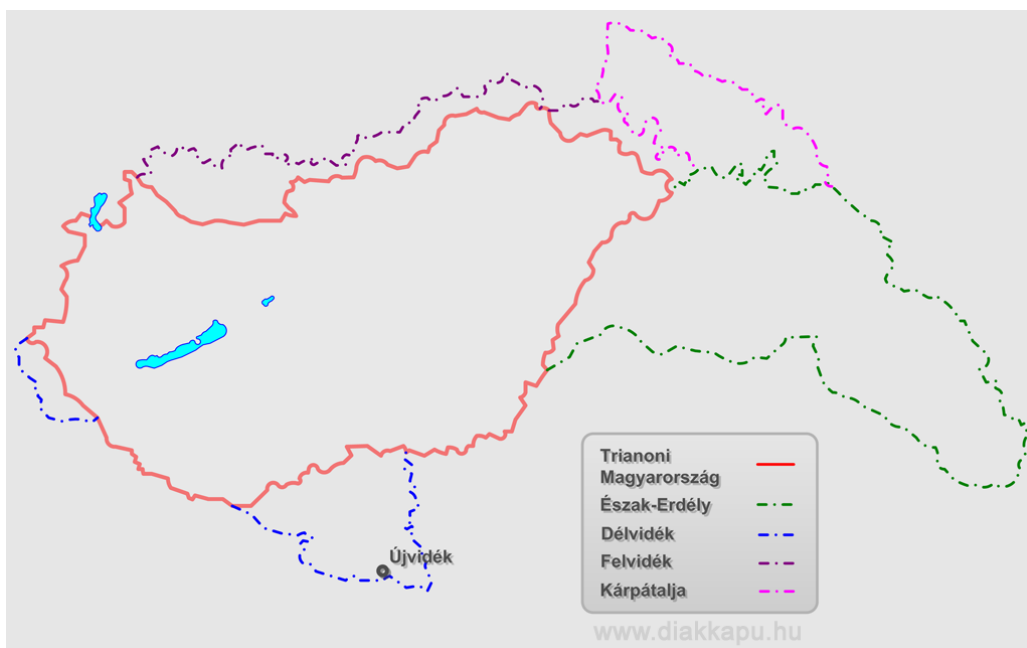 Újvidék
Trianoni
Magyarország
Észak-Erdély
Délvidék
Felvidék
Kárpátalja
www.diakkapu.hu